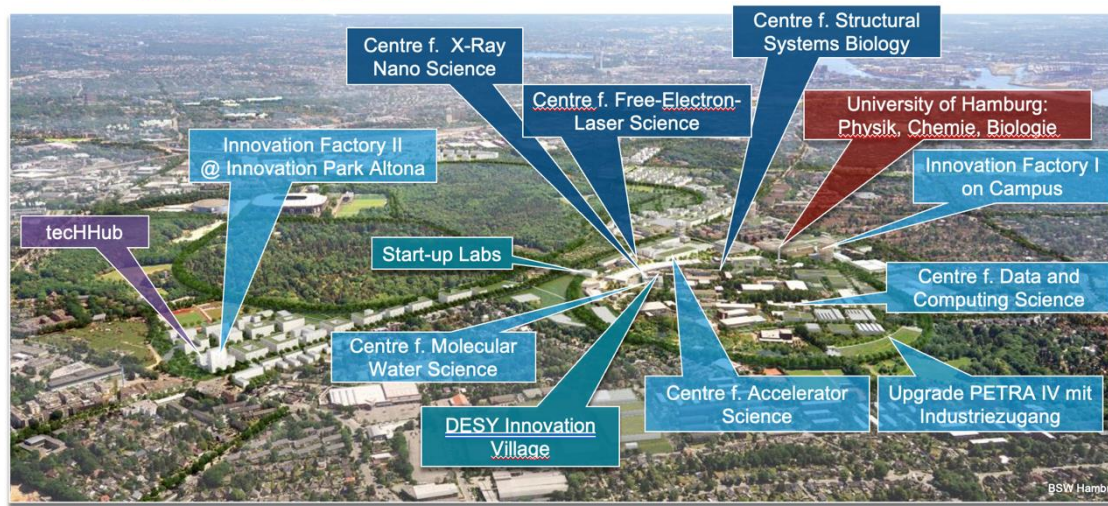 Centre f. X-Ray
Nano Science
Centre f. Structural
Systems Biology
Centre f. Free-Electron-
Laser Science
University of Hamburg:
Physik, Chemie, Biologie
Innovation Factory II
@ Innovation Park Altona
Innovation Factory I
on Campus
tecHHub
Start-up Labs
Centre f. Data and
Computing Science
Centre f. Molecular
Water Science
DESY Innovation
Village
Centre f. Accelerator
Science
Upgrade PETRA IV mit
Industriezugang
BSW Hambu